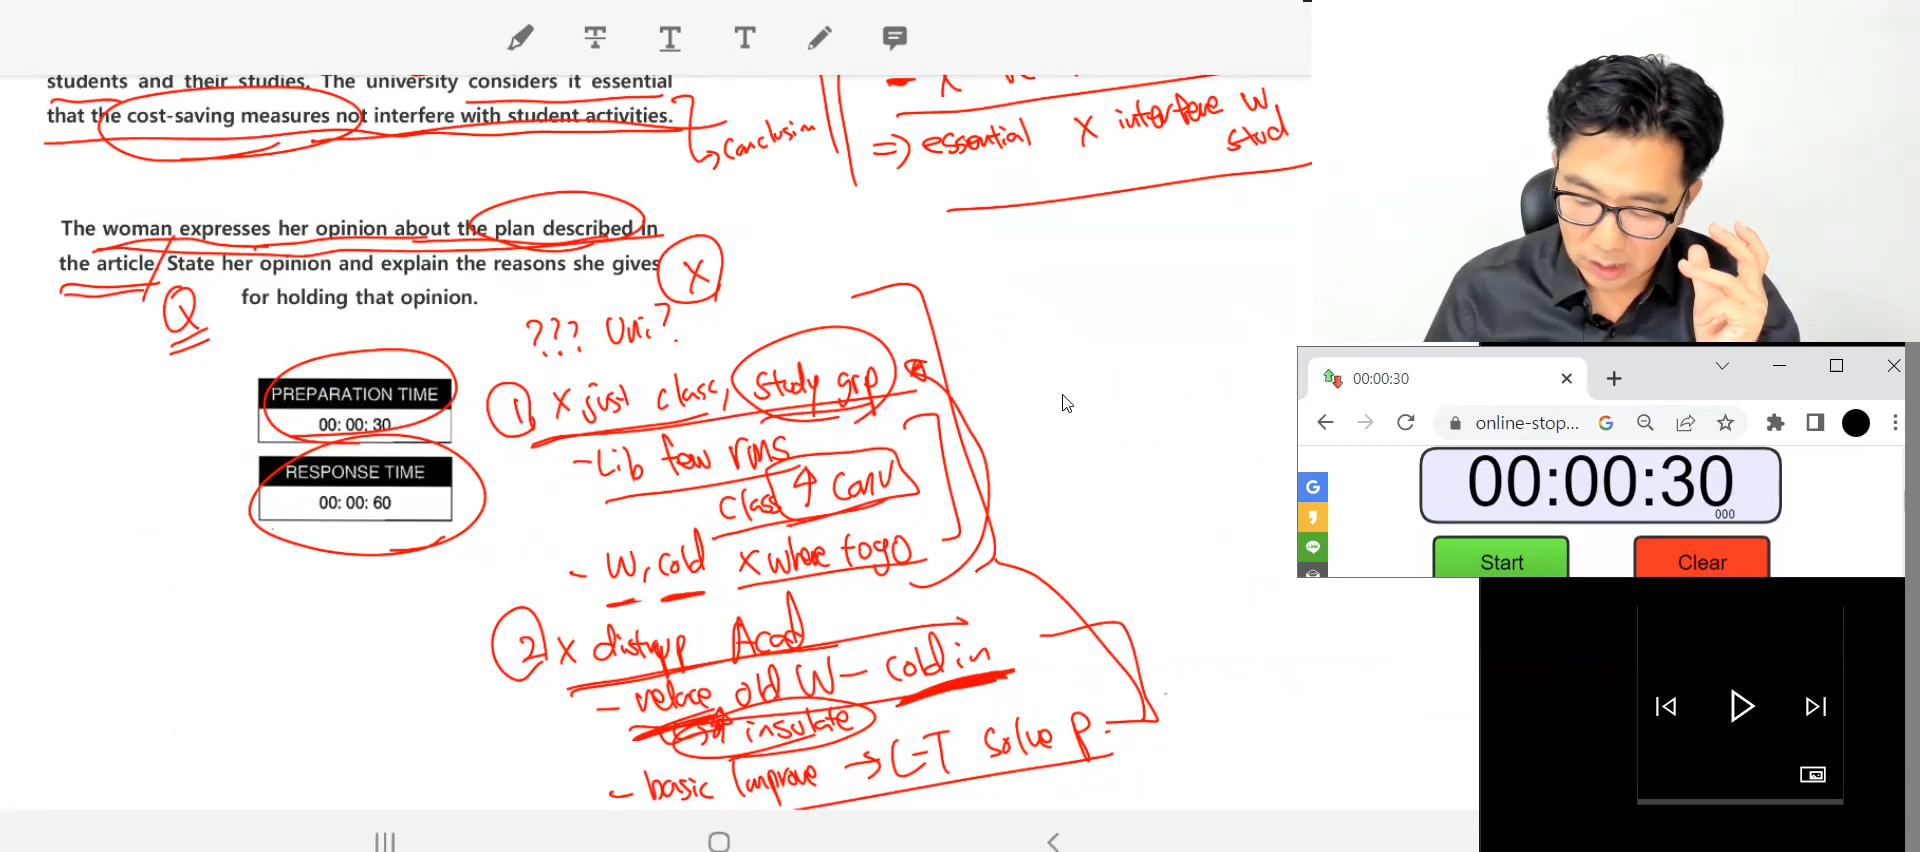 students and their studies. The university considers it essential
that the cost-saving measures not interfere with student activities.
Conclusion
=> essential X interfere w,
stud
The woman expresses her opinion about the plan described in
the article. State her opinion and explain the reasons she gives
for holding that opinion.
Q
X
??? Uni?
PREPARATION TIME
00: 00: 30
RESPONSE TIME
00: 00: 60
1, X just class, study grp
- Lib few rms
class ↑ conv
- W, cold X where to go
2 X disrupp Acad
- relace old W - cold in
insulate
- basic improve → L-T solve p.
00:00:30
online-stop...
00:00:30
000
Start
Clear